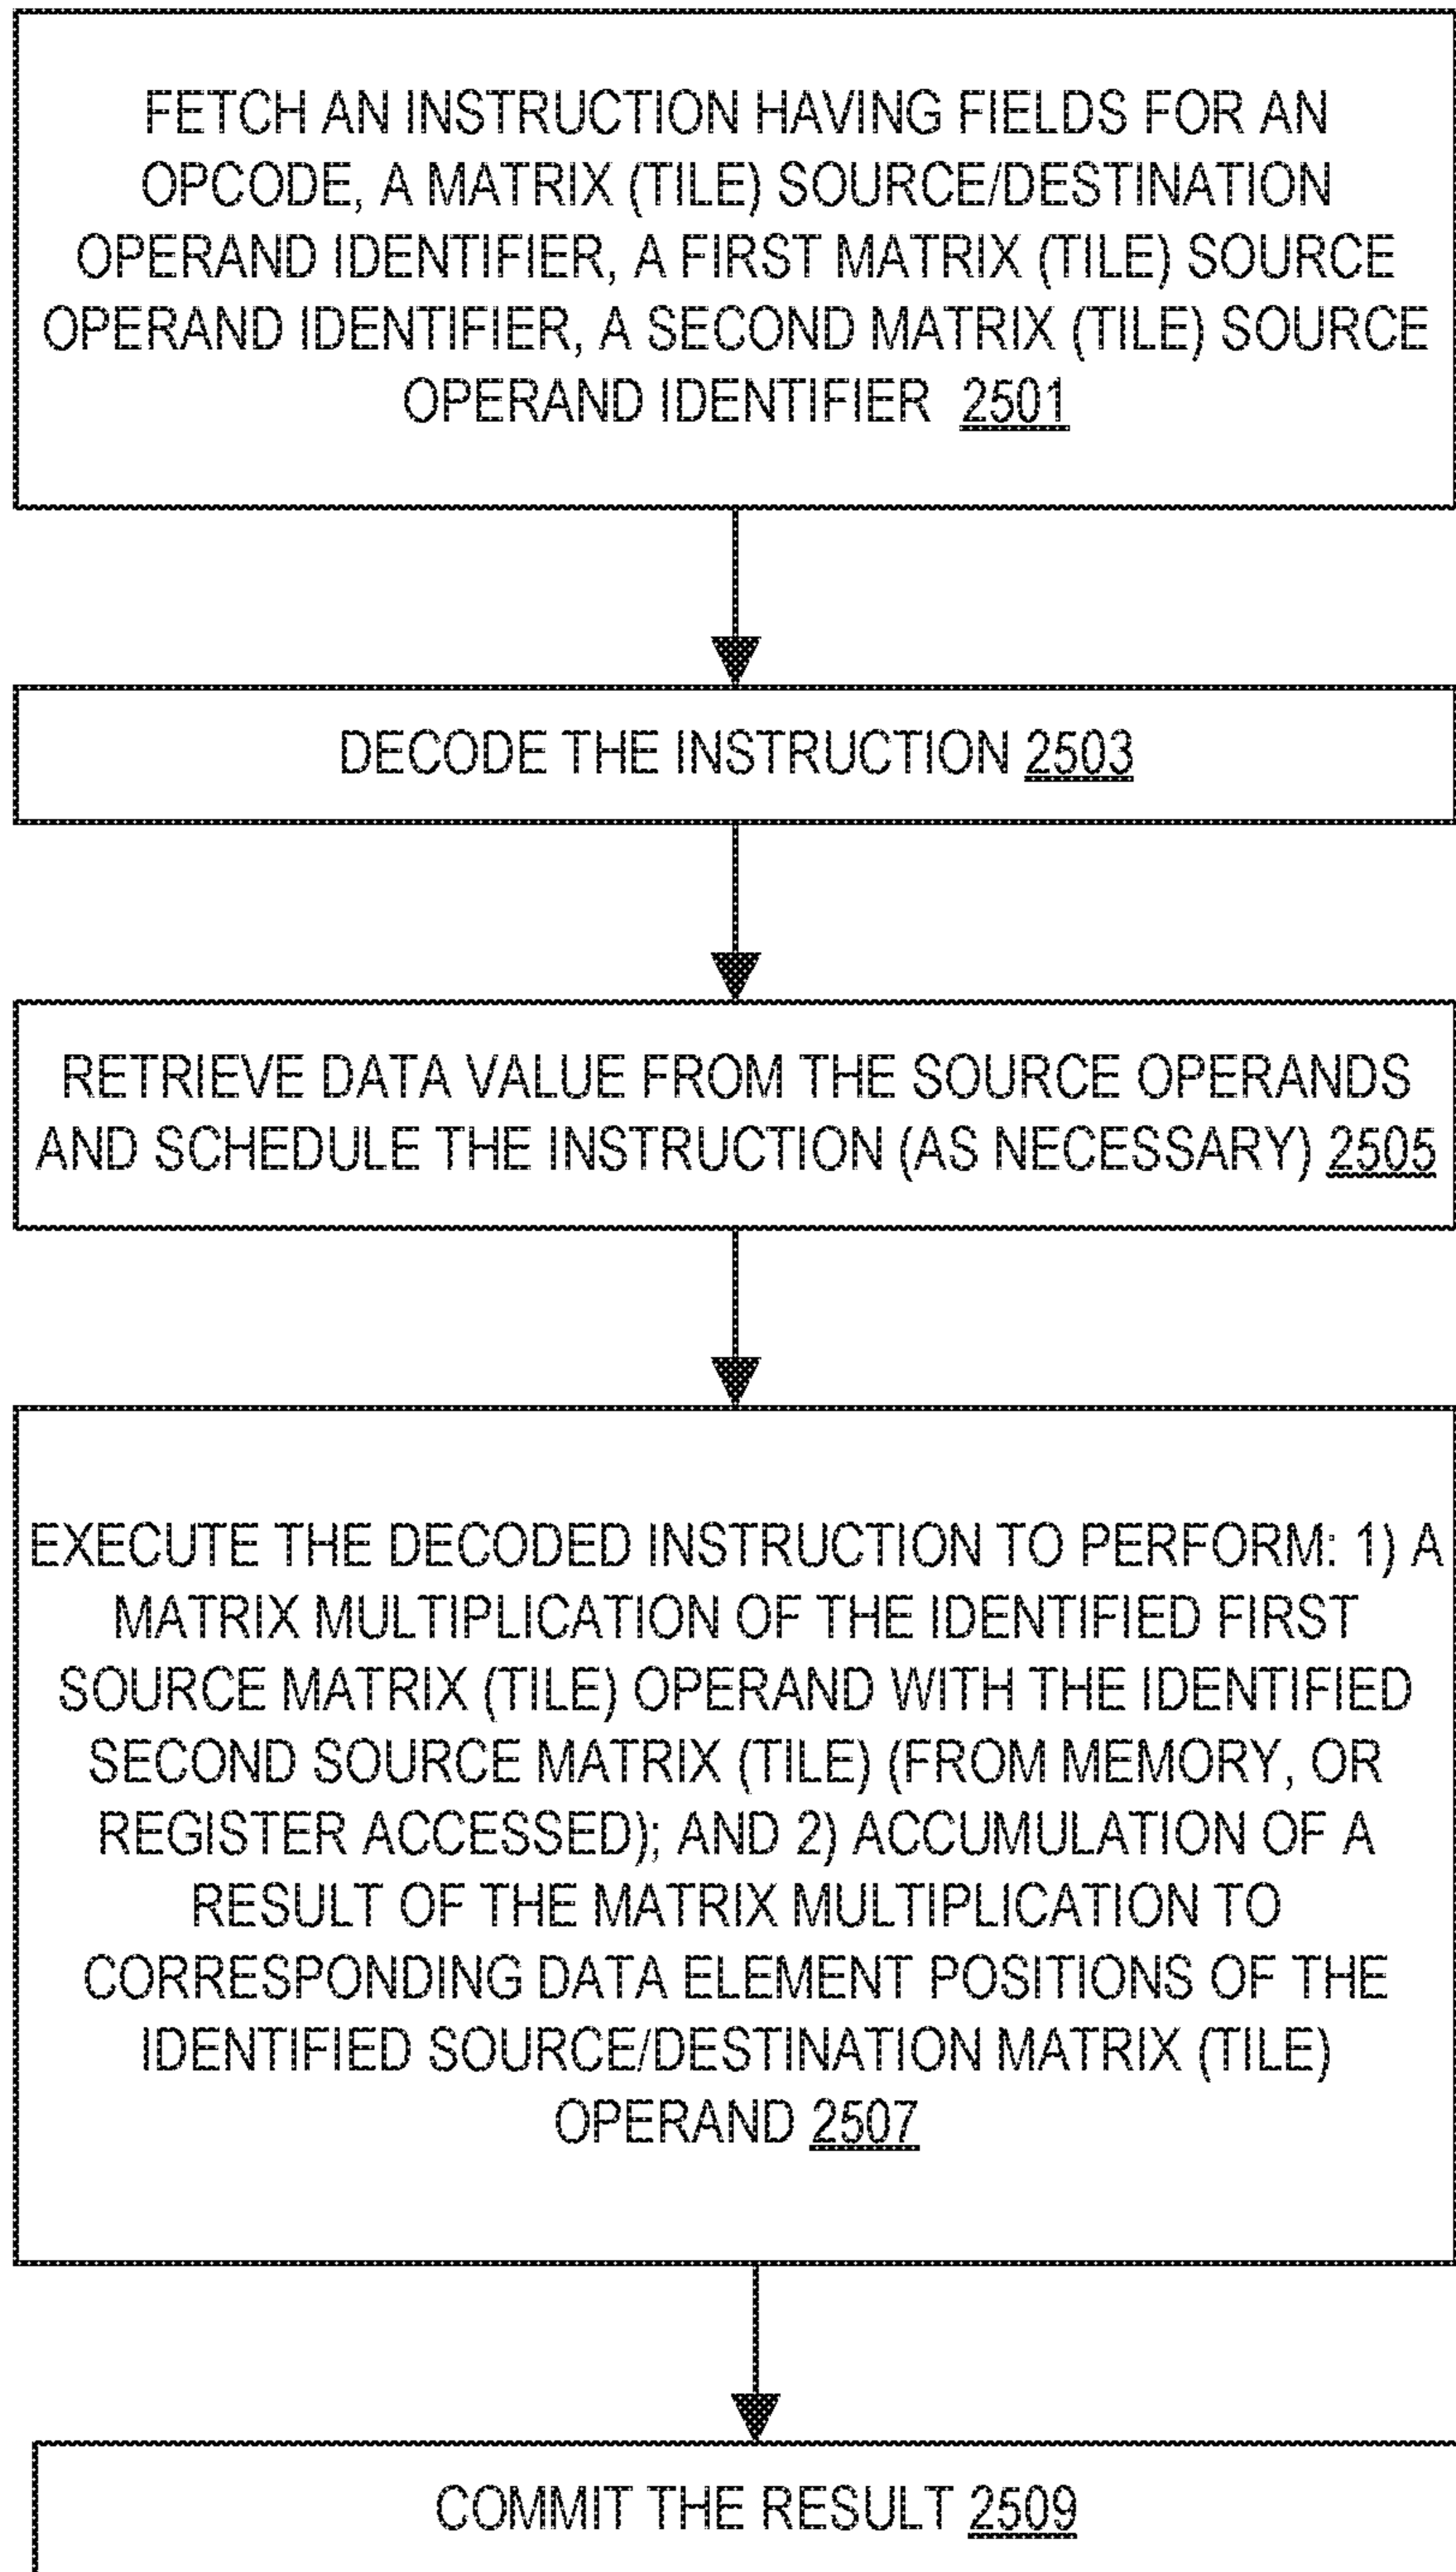 FETCH AN INSTRUCTION HAVING FIELDS FOR AN
OPCODE, A MATRIX (TILE) SOURCE/DESTINATION
OPERAND IDENTIFIER, A FIRST MATRIX (TILE) SOURCE
OPERAND IDENTIFIER, A SECOND MATRIX (TILE) SOURCE
OPERAND IDENTIFIER 2501
DECODE THE INSTRUCTION 2503
RETRIEVE DATA VALUE FROM THE SOURCE OPERANDS
AND SCHEDULE THE INSTRUCTION (AS NECESSARY) 2505
EXECUTE THE DECODED INSTRUCTION TO PERFORM: 1) A
MATRIX MULTIPLICATION OF THE IDENTIFIED FIRST
SOURCE MATRIX (TILE) OPERAND WITH THE IDENTIFIED
SECOND SOURCE MATRIX (TILE) (FROM MEMORY, OR
REGISTER ACCESSED); AND 2) ACCUMULATION OF A
RESULT OF THE MATRIX MULTIPLICATION TO
CORRESPONDING DATA ELEMENT POSITIONS OF THE
IDENTIFIED SOURCE/DESTINATION MATRIX (TILE)
OPERAND 2507
COMMIT THE RESULT 2509